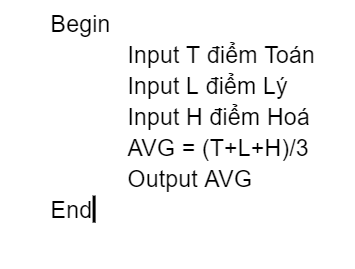 Begin
Input T điểm Toán
Input L điểm Lý
Input H điểm Hoá
AVG = (T+L+H)/3
Output AVG
End